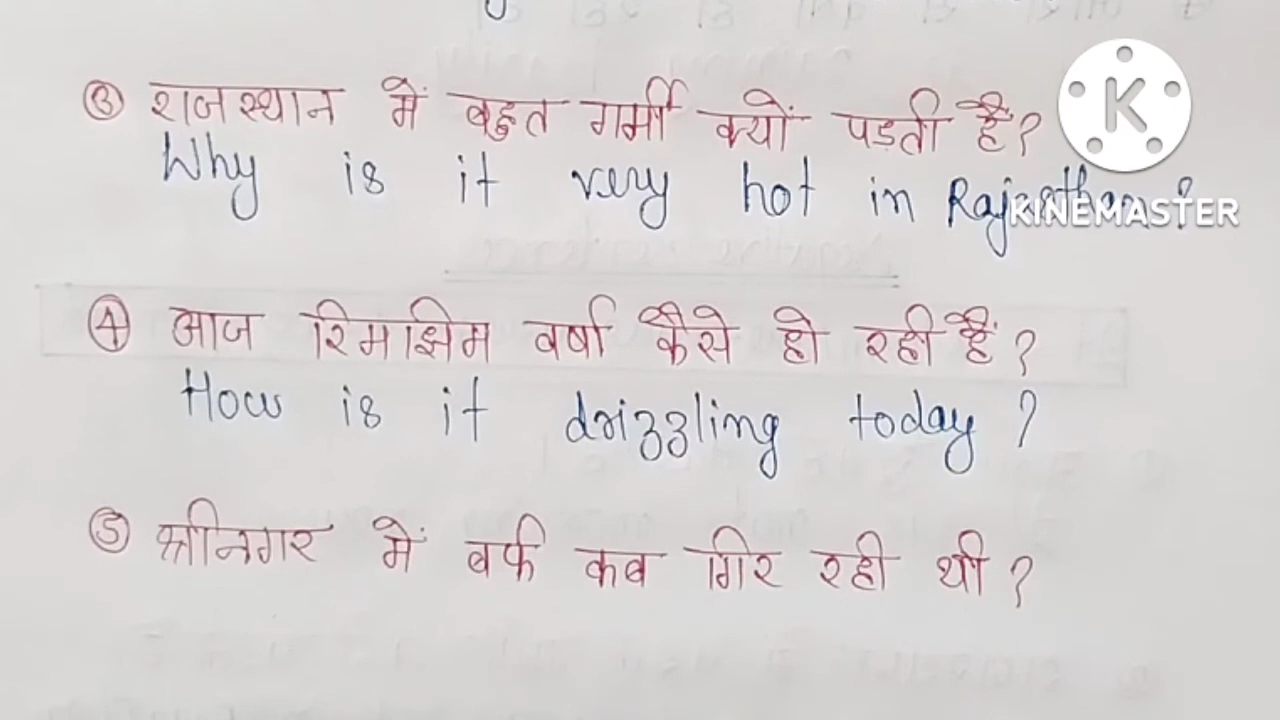 ③ राजस्थान में बहुत गर्मी क्यों पड़ती हैं?
Why is it very hot in Rajasthan?
KINEMASTER
④ आज रिमझिम वर्षा कैसे हो रही हैं?
How is it drizzling today?
⑤ श्रीनगर में बर्फ कब गिर रही थी?